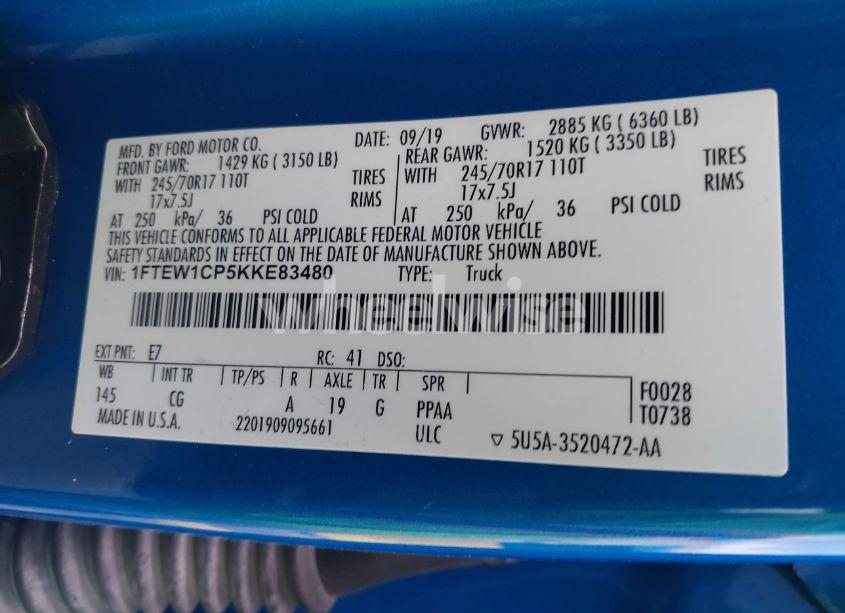 MFD. BY FORD MOTOR CO. DATE: 09/19 GVWR: 2885 KG ( 6360 LB)
FRONT GAWR: 1429 KG ( 3150 LB) REAR GAWR: 1520 KG ( 3350 LB)
WITH 245/70R17 110T TIRES WITH 245/70R17 110T TIRES
17x7.5J RIMS 17x7.5J RIMS
AT 250 kPa/ 36 PSI COLD AT 250 kPa/ 36 PSI COLD
THIS VEHICLE CONFORMS TO ALL APPLICABLE FEDERAL MOTOR VEHICLE
SAFETY STANDARDS IN EFFECT ON THE DATE OF MANUFACTURE SHOWN ABOVE.
VIN: 1FTEW1CP5KKE83480 TYPE: Truck
wheelwise
EXT PNT: E7 RC: 41 DSO:
WB INT TR TP/PS R AXLE TR SPR F0028
145 CG A 19 G PPAA T0738
MADE IN U.S.A. 2201909095661 ULC ▽ 5U5A-3520472-AA